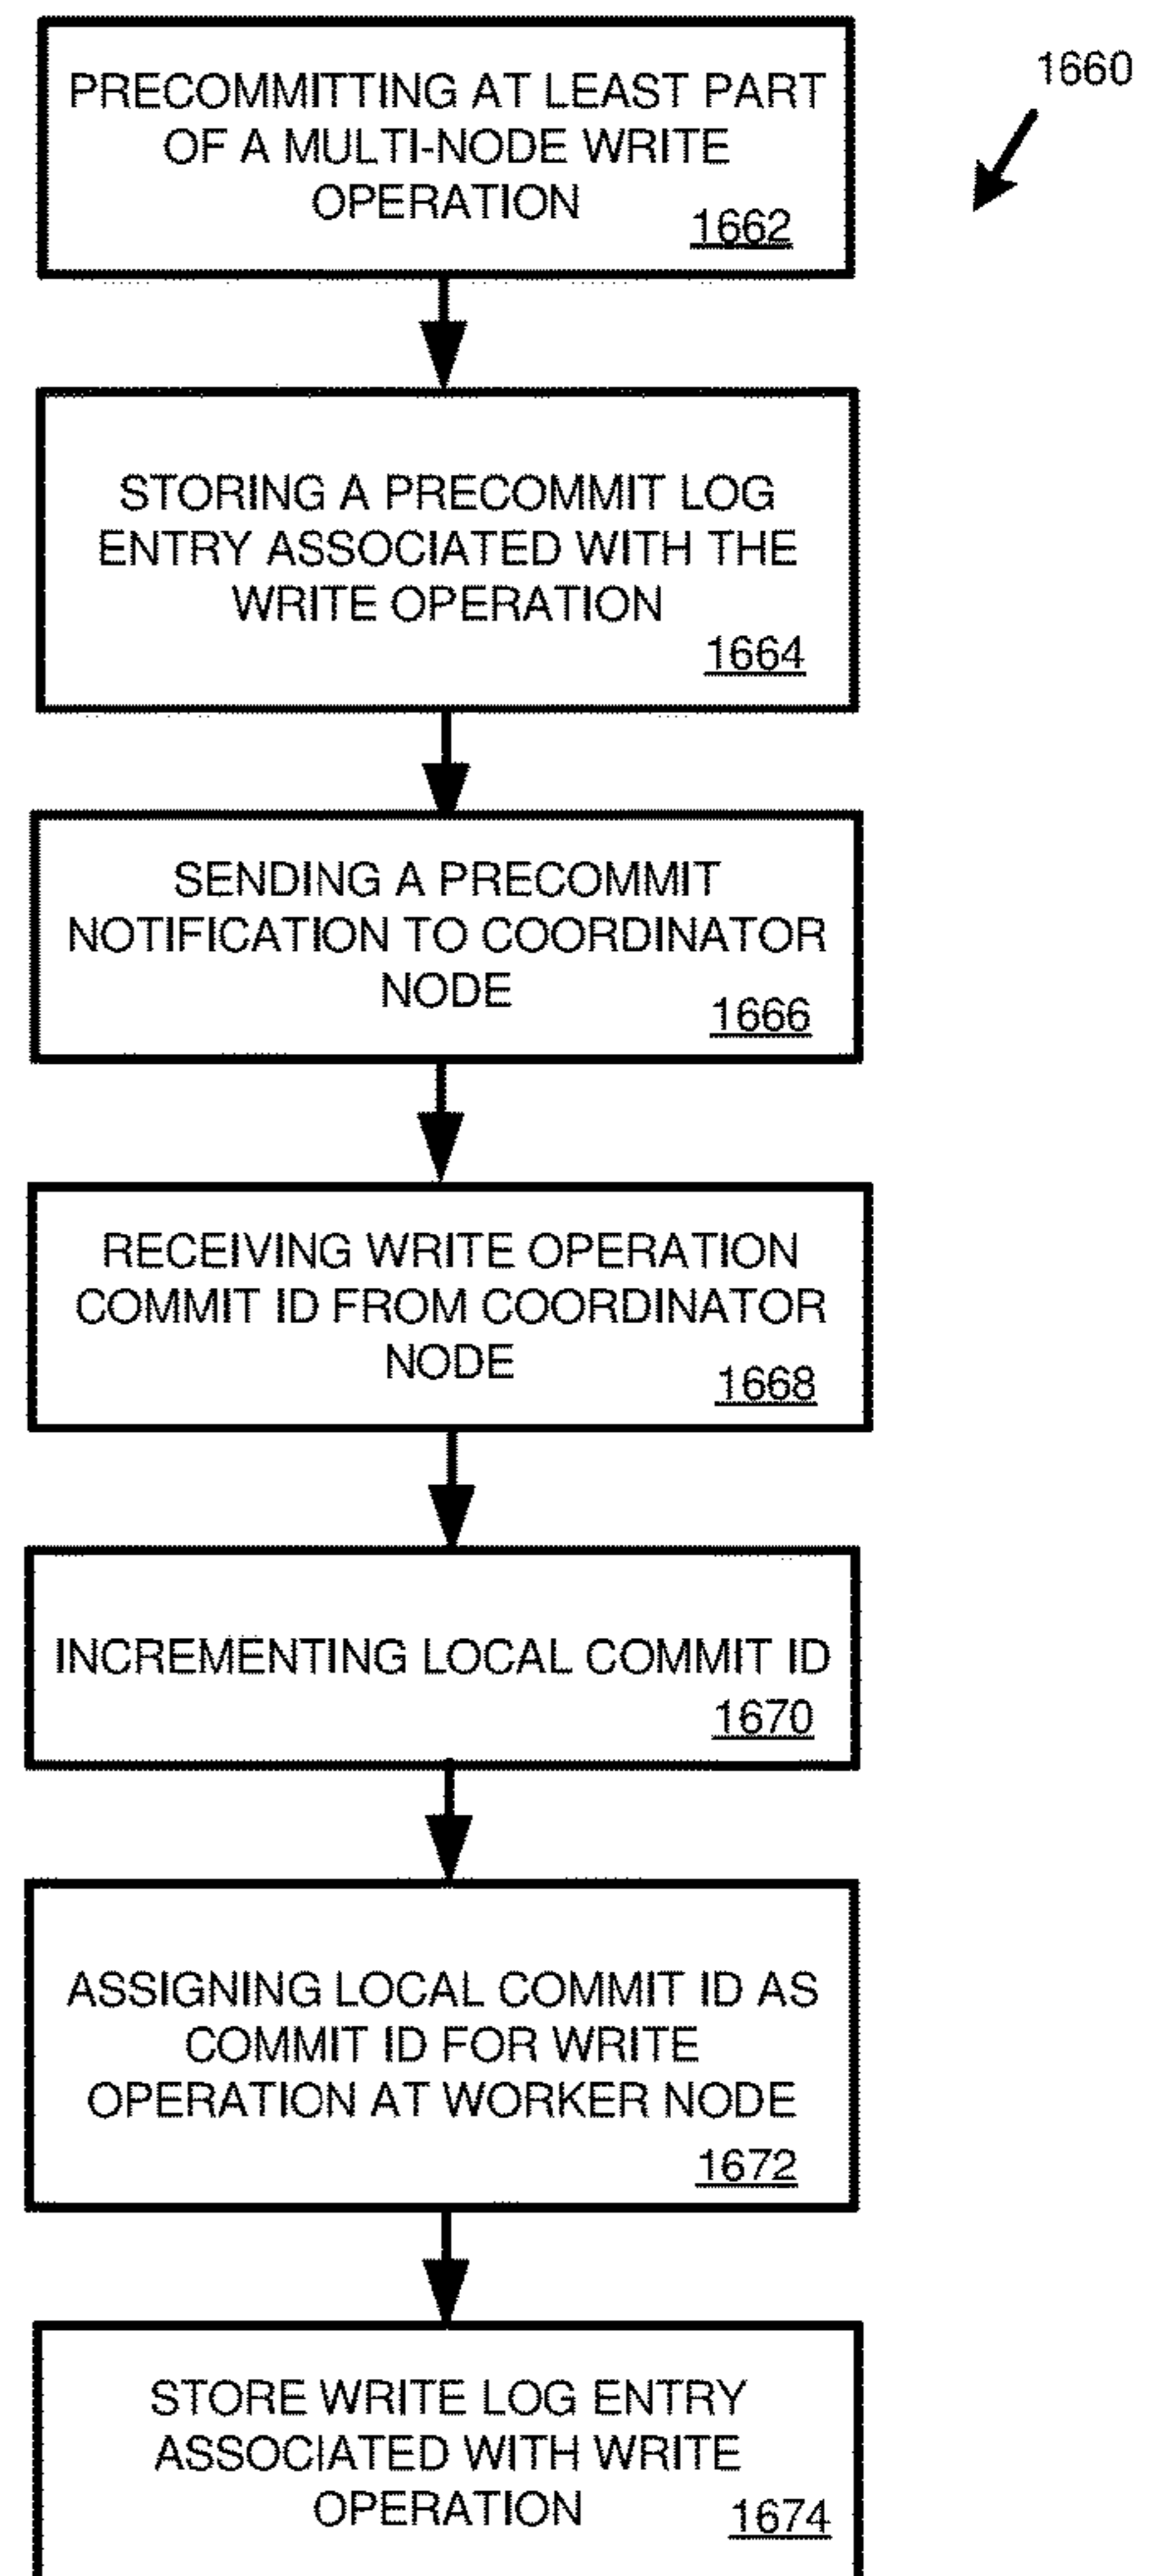 1660
PRECOMMITTING AT LEAST PART
OF A MULTI-NODE WRITE
OPERATION
1662
STORING A PRECOMMIT LOG
ENTRY ASSOCIATED WITH THE
WRITE OPERATION
1664
SENDING A PRECOMMIT
NOTIFICATION TO COORDINATOR
NODE
1666
RECEIVING WRITE OPERATION
COMMIT ID FROM COORDINATOR
NODE
1668
INCREMENTING LOCAL COMMIT ID
1670
ASSIGNING LOCAL COMMIT ID AS
COMMIT ID FOR WRITE
OPERATION AT WORKER NODE
1672
STORE WRITE LOG ENTRY
ASSOCIATED WITH WRITE
OPERATION
1674